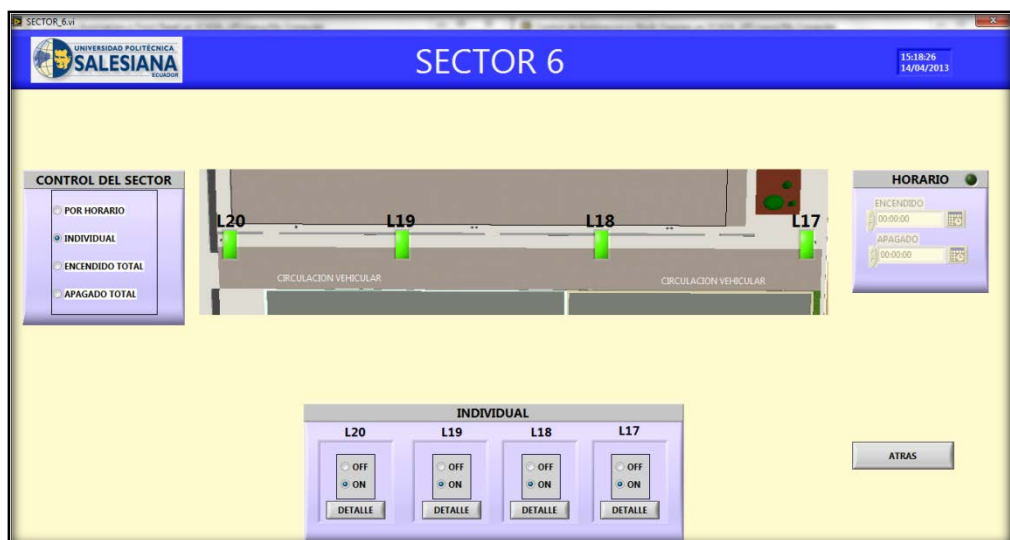 SECTOR_6.vi
UNIVERSIDAD POLITÉCNICA
SALESIANA
ECUADOR
SECTOR 6
15:18:26
14/04/2013
CONTROL DEL SECTOR
POR HORARIO
INDIVIDUAL
ENCENDIDO TOTAL
APAGADO TOTAL
L20 L19 L18 L17
CIRCULACION VEHICULAR CIRCULACION VEHICULAR
HORARIO
ENCENDIDO
00:00:00
APAGADO
00:00:00
INDIVIDUAL
L20 L19 L18 L17
OFF OFF OFF OFF
ON ON ON ON
DETALLE DETALLE DETALLE DETALLE
ATRAS